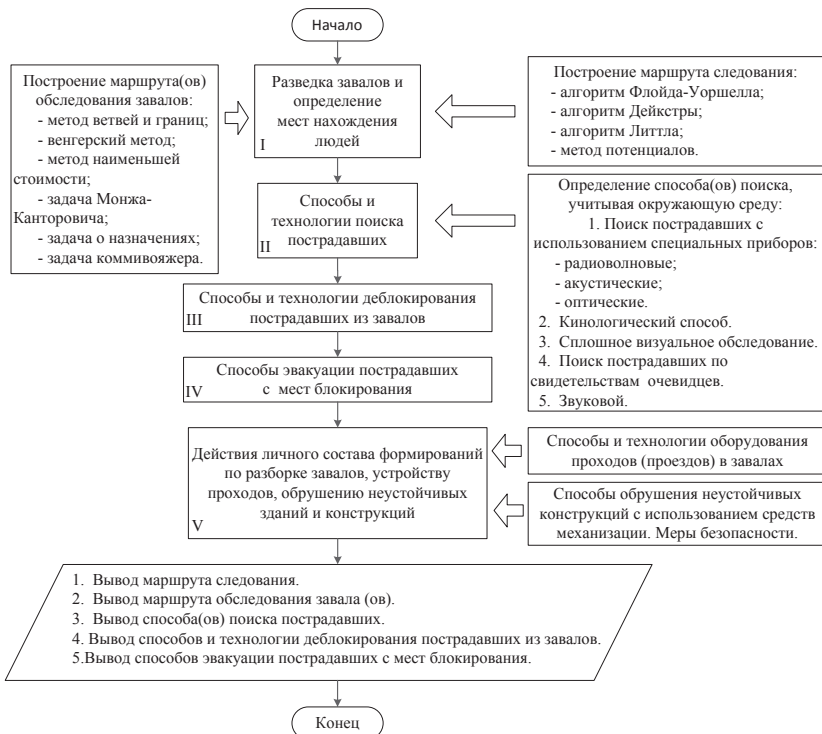 Начало
Построение маршрута(ов)
обследования завалов:
- метод ветвей и границ;
- венгерский метод;
- метод наименьшей
стоимости;
- задача Монжа-
Канторовича;
- задача о назначениях;
- задача коммивояжера.
Разведка завалов и
определение
мест нахождения
людей
I
Построение маршрута следования:
- алгоритм Флойда-Уоршелла;
- алгоритм Дейкстры;
- алгоритм Литтла;
- метод потенциалов.
Способы и
технологии поиска
пострадавших
II
Определение способа(ов) поиска,
учитывая окружающую среду:
1. Поиск пострадавших с
использованием специальных приборов:
- радиоволновые;
- акустические;
- оптические.
2. Кинологический способ.
3. Сплошное визуальное обследование.
4. Поиск пострадавших по
свидетельствам очевидцев.
5. Звуковой.
Способы и технологии деблокирования
пострадавших из завалов
III
Способы эвакуации пострадавших
с мест блокирования
IV
Действия личного состава формирований
по разборке завалов, устройству
проходов, обрушению неустойчивых
зданий и конструкций
V
Способы и технологии оборудования
проходов (проездов) в завалах
Способы обрушения неустойчивых
конструкций с использованием средств
механизации. Меры безопасности.
1. Вывод маршрута следования.
2. Вывод маршрута обследования завала (ов).
3. Вывод способа(ов) поиска пострадавших.
4. Вывод способов и технологии деблокирования пострадавших из завалов.
5.Вывод способов эвакуации пострадавших с мест блокирования.
Конец